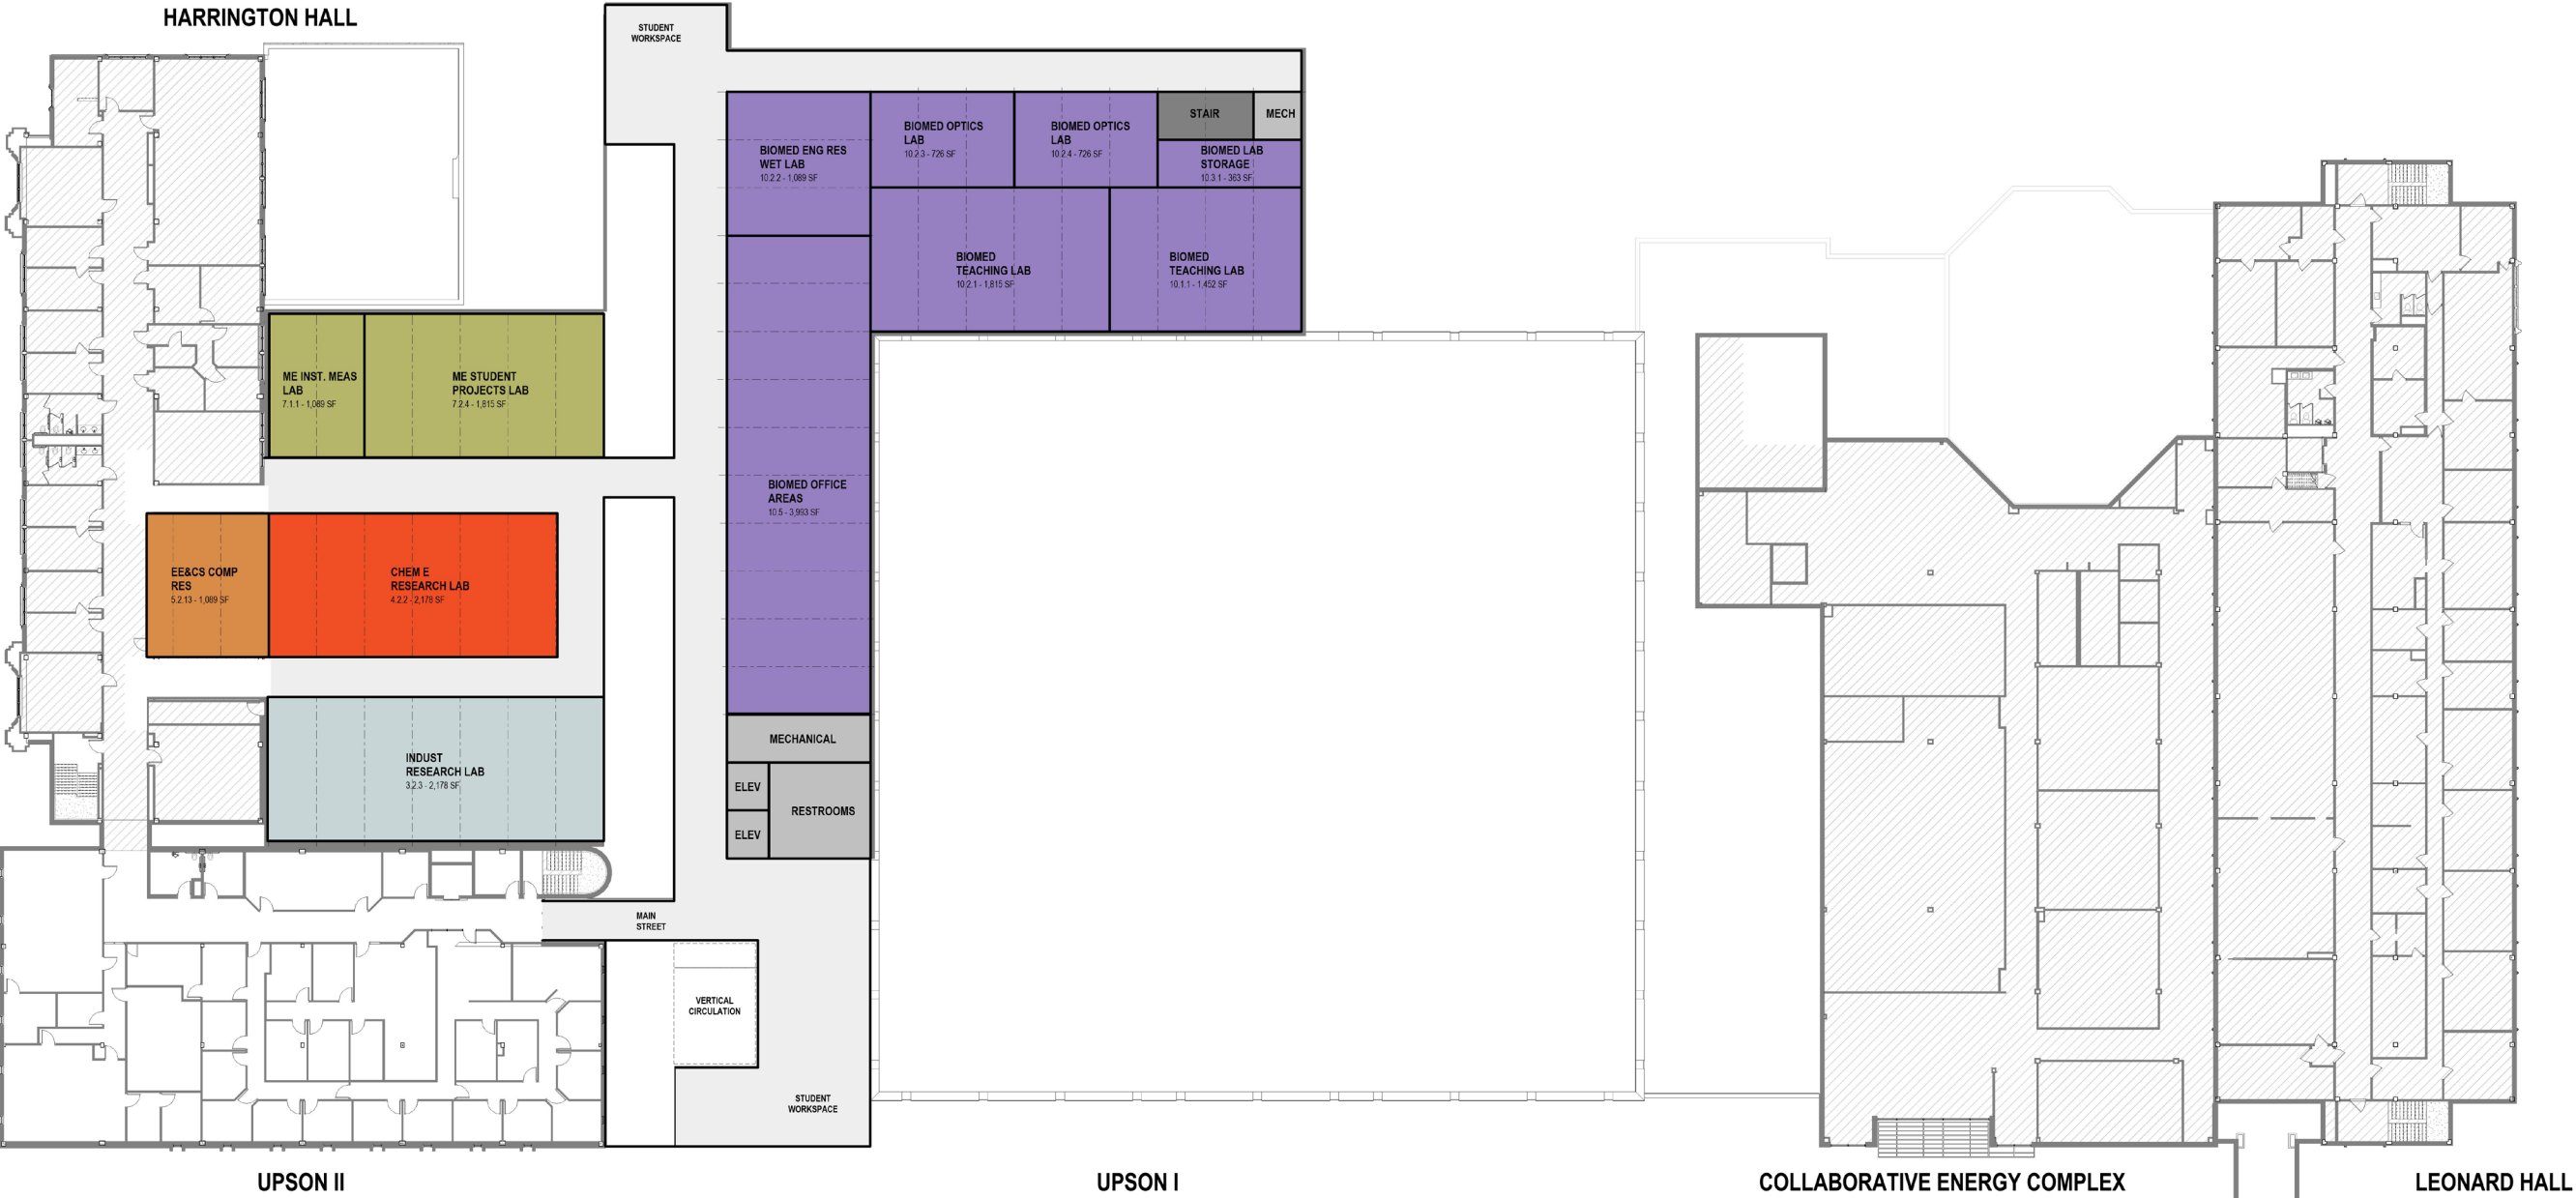 HARRINGTON HALL
STUDENT
WORKSPACE
BIOMED ENG RES
WET LAB
10.2.2 - 1,089 SF
BIOMED OPTICS
LAB
10.2.3 - 726 SF
BIOMED OPTICS
LAB
10.2.4 - 726 SF
STAIR
MECH
BIOMED LAB
STORAGE
10.3.1 - 363 SF
BIOMED
TEACHING LAB
10.2.1 - 1,815 SF
BIOMED
TEACHING LAB
10.1.1 - 1,452 SF
ME INST. MEAS
LAB
7.1.1 - 1,089 SF
ME STUDENT
PROJECTS LAB
7.2.4 - 1,815 SF
BIOMED OFFICE
AREAS
10.5 - 3,993 SF
EE&CS COMP
RES
5.2.13 - 1,089 SF
CHEM E
RESEARCH LAB
4.2.2 - 2,178 SF
INDUST
RESEARCH LAB
3.2.3 - 2,178 SF
MECHANICAL
ELEV
RESTROOMS
ELEV
MAIN
STREET
VERTICAL
CIRCULATION
STUDENT
WORKSPACE
UPSON II
UPSON I
COLLABORATIVE ENERGY COMPLEX
LEONARD HALL